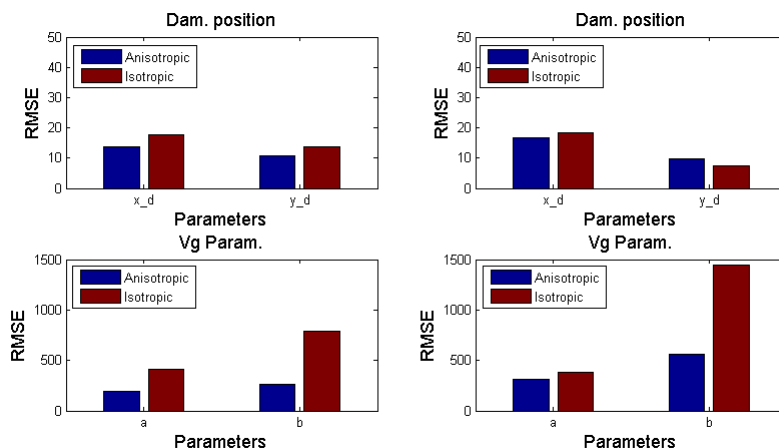 Dam. position
50
40
30
20
10
0
RMSE
Anisotropic
Isotropic
x_d
y_d
Parameters
Dam. position
50
40
30
20
10
0
RMSE
Anisotropic
Isotropic
x_d
y_d
Parameters
Vg Param.
1500
1000
500
0
RMSE
Anisotropic
Isotropic
a
b
Parameters
Vg Param.
1500
1000
500
0
RMSE
Anisotropic
Isotropic
a
b
Parameters